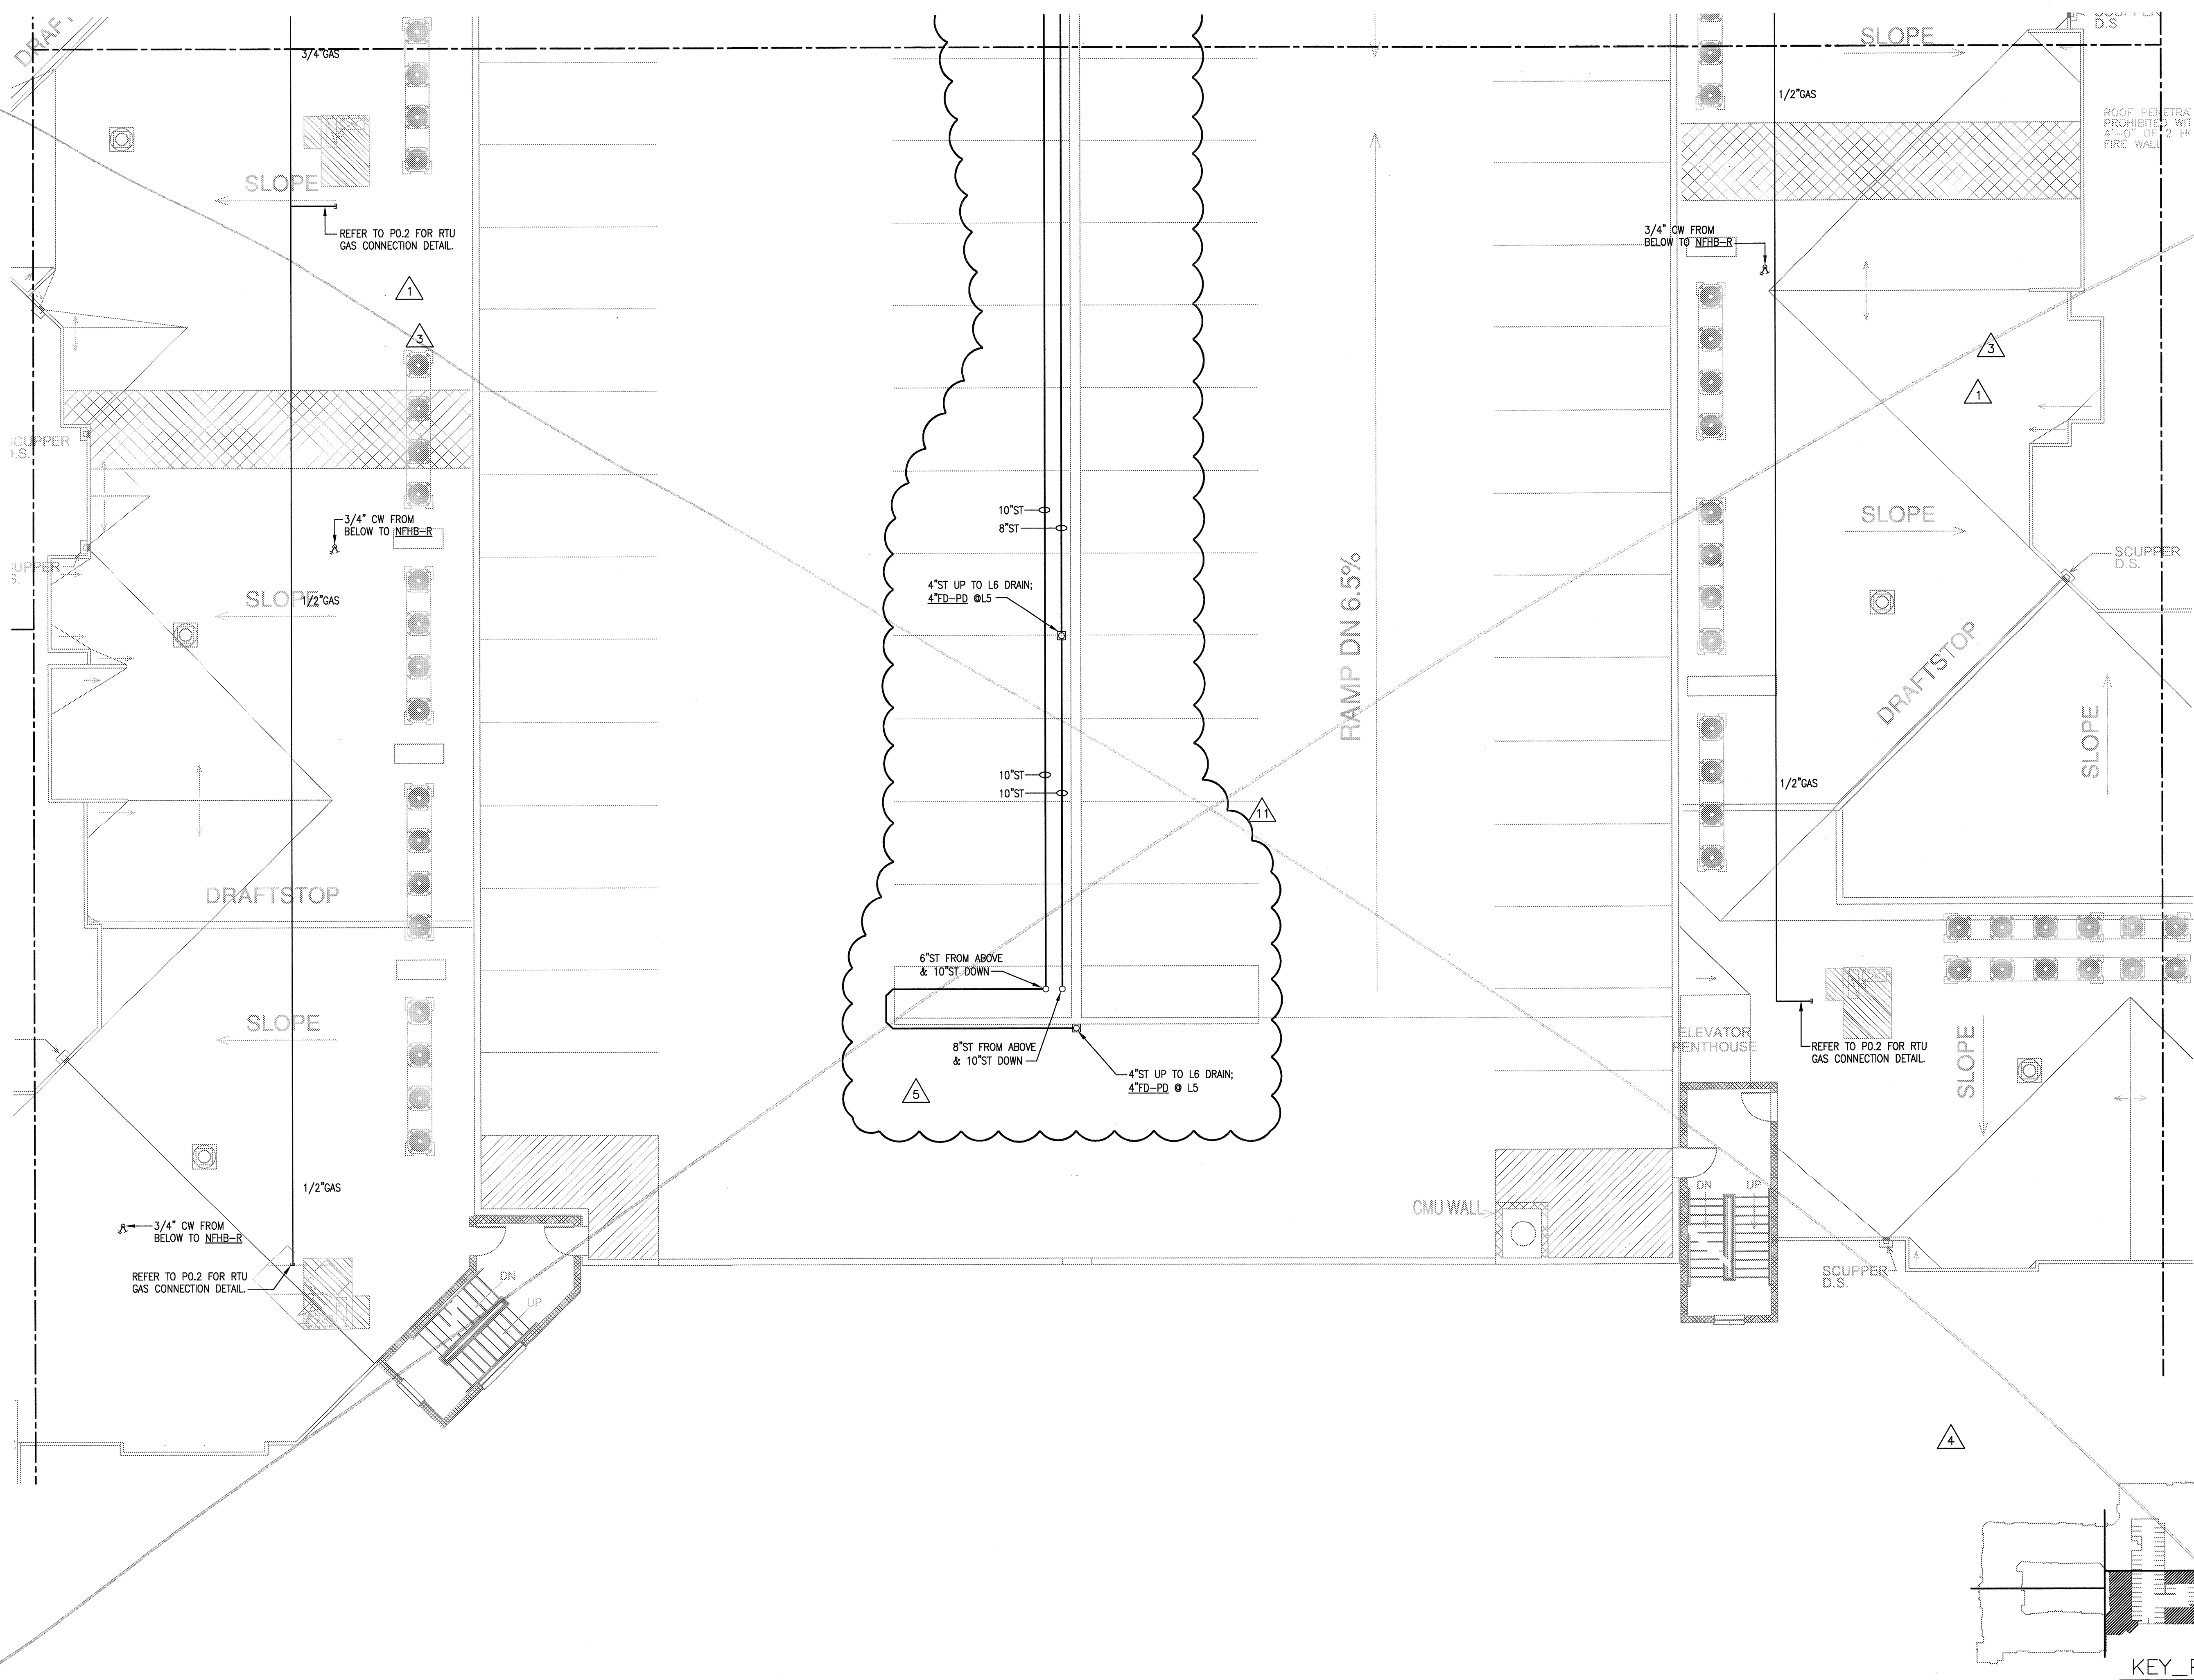 SLOPE
D.S.
3/4"GAS
1/2"GAS
SLOPE
REFER TO P0.2 FOR RTU
GAS CONNECTION DETAIL.
3/4" CW FROM
BELOW TO NFHB-R
1
3
3
1
D.S.
10"ST
8"ST
3/4" CW FROM
BELOW TO NFHB-R
SLOPE
SCUPPER
D.S.
SLOPE
1/2"GAS
4"ST UP TO L6 DRAIN;
4"FD-PD @L5
RAMP DN 6.5%
DRAFTSTOP
SLOPE
10"ST
10"ST
11
1/2"GAS
DRAFTSTOP
6"ST FROM ABOVE
& 10"ST DOWN
SLOPE
8"ST FROM ABOVE
& 10"ST DOWN
4"ST UP TO L6 DRAIN;
4"FD-PD @ L5
5
ELEVATOR
PENTHOUSE
REFER TO P0.2 FOR RTU
GAS CONNECTION DETAIL.
SLOPE
1/2"GAS
DN
UP
CMU WALL
3/4" CW FROM
BELOW TO NFHB-R
REFER TO P0.2 FOR RTU
GAS CONNECTION DETAIL.
DN
UP
SCUPPER
D.S.
4